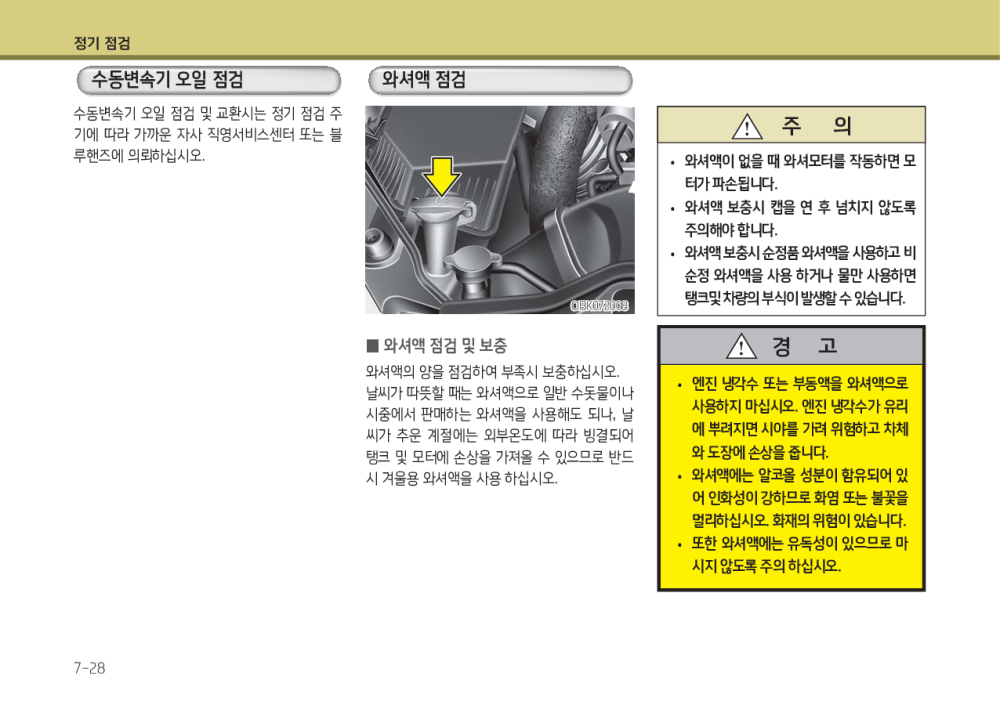 정기 점검
수동변속기 오일 점검
수동변속기 오일 점검 및 교환시는 정기 점검 주
기에 따라 가까운 자사 직영서비스센터 또는 블
루핸즈에 의뢰하십시오.
와셔액 점검
OBK072003
■ 와셔액 점검 및 보충
와셔액의 양을 점검하여 부족시 보충하십시오.
날씨가 따뜻할 때는 와셔액으로 일반 수돗물이나
시중에서 판매하는 와셔액을 사용해도 되나, 날
씨가 추운 계절에는 외부온도에 따라 빙결되어
탱크 및 모터에 손상을 가져올 수 있으므로 반드
시 겨울용 와셔액을 사용 하십시오.
주 의
• 와셔액이 없을 때 와셔모터를 작동하면 모
터가 파손됩니다.
• 와셔액 보충시 캡을 연 후 넘치지 않도록
주의해야 합니다.
• 와셔액 보충시 순정품 와셔액을 사용하고 비
순정 와셔액을 사용 하거나 물만 사용하면
탱크및 차량의 부식이 발생할 수 있습니다.
경 고
• 엔진 냉각수 또는 부동액을 와셔액으로
사용하지 마십시오. 엔진 냉각수가 유리
에 뿌려지면 시야를 가려 위험하고 차체
와 도장에 손상을 줍니다.
• 와셔액에는 알코올 성분이 함유되어 있
어 인화성이 강하므로 화염 또는 불꽃을
멀리하십시오. 화재의 위험이 있습니다.
• 또한 와셔액에는 유독성이 있으므로 마
시지 않도록 주의 하십시오.
7-28